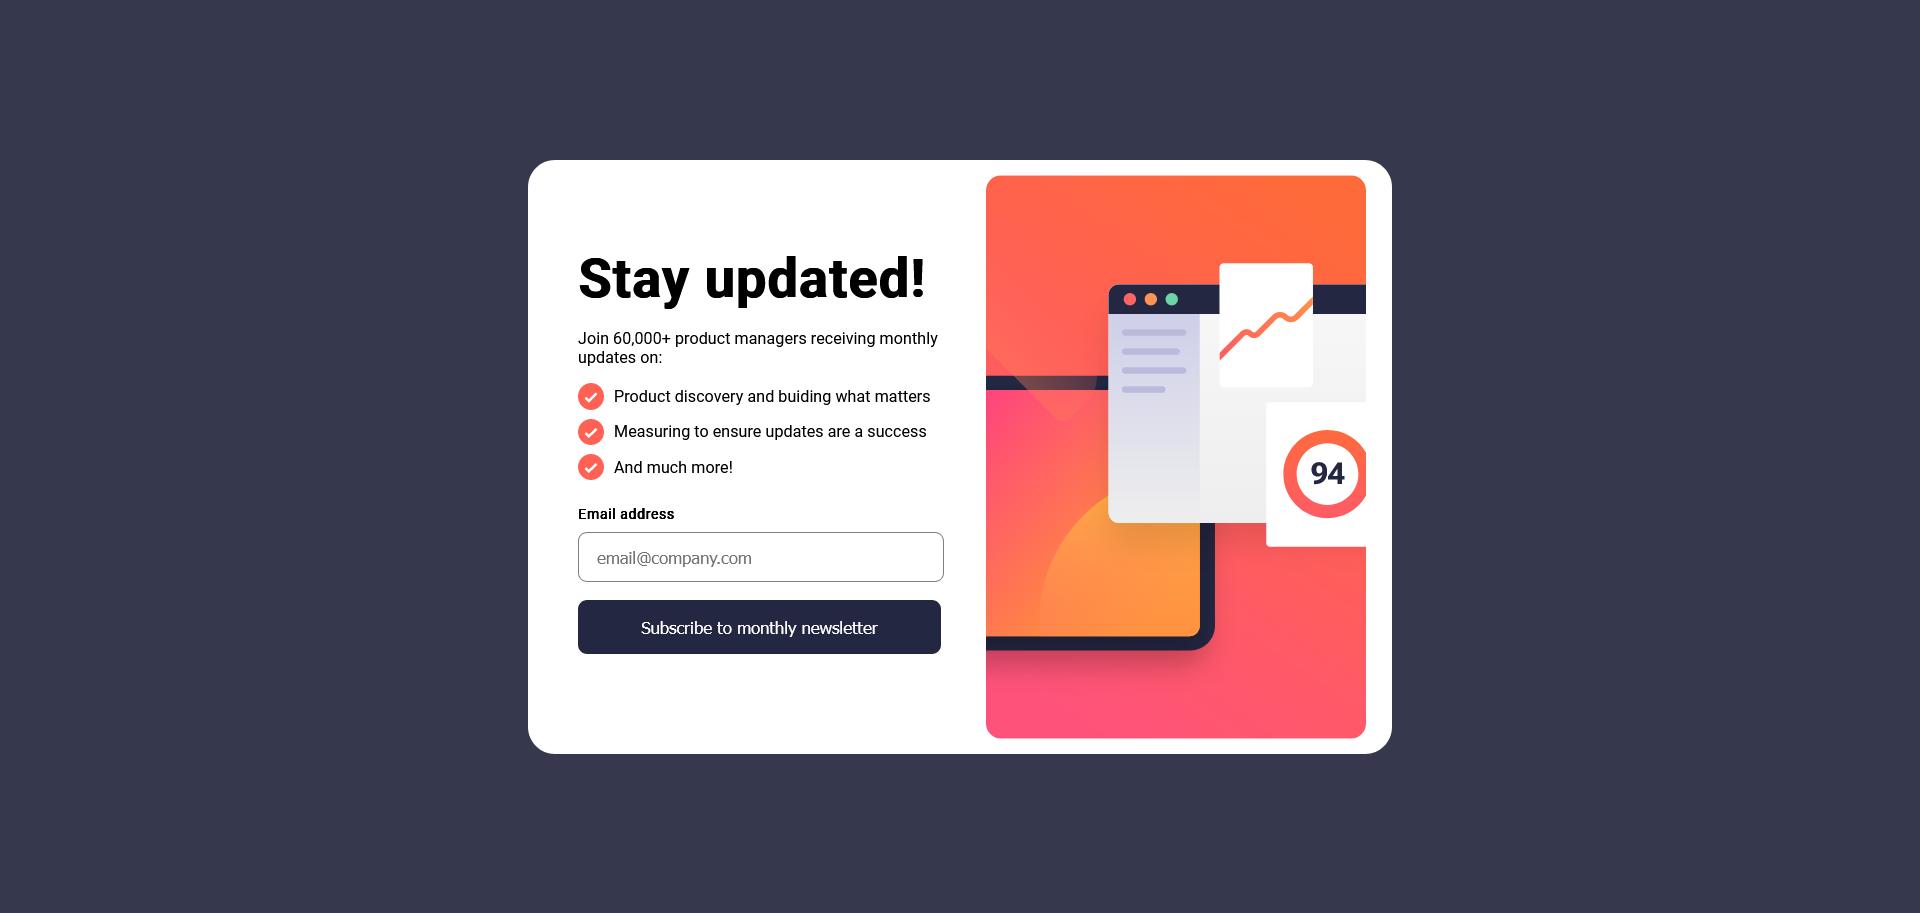 Stay updated!
Join 60,000+ product managers receiving monthly
updates on:
Product discovery and buiding what matters
Measuring to ensure updates are a success
And much more!
Email address
email@company.com
Subscribe to monthly newsletter
94